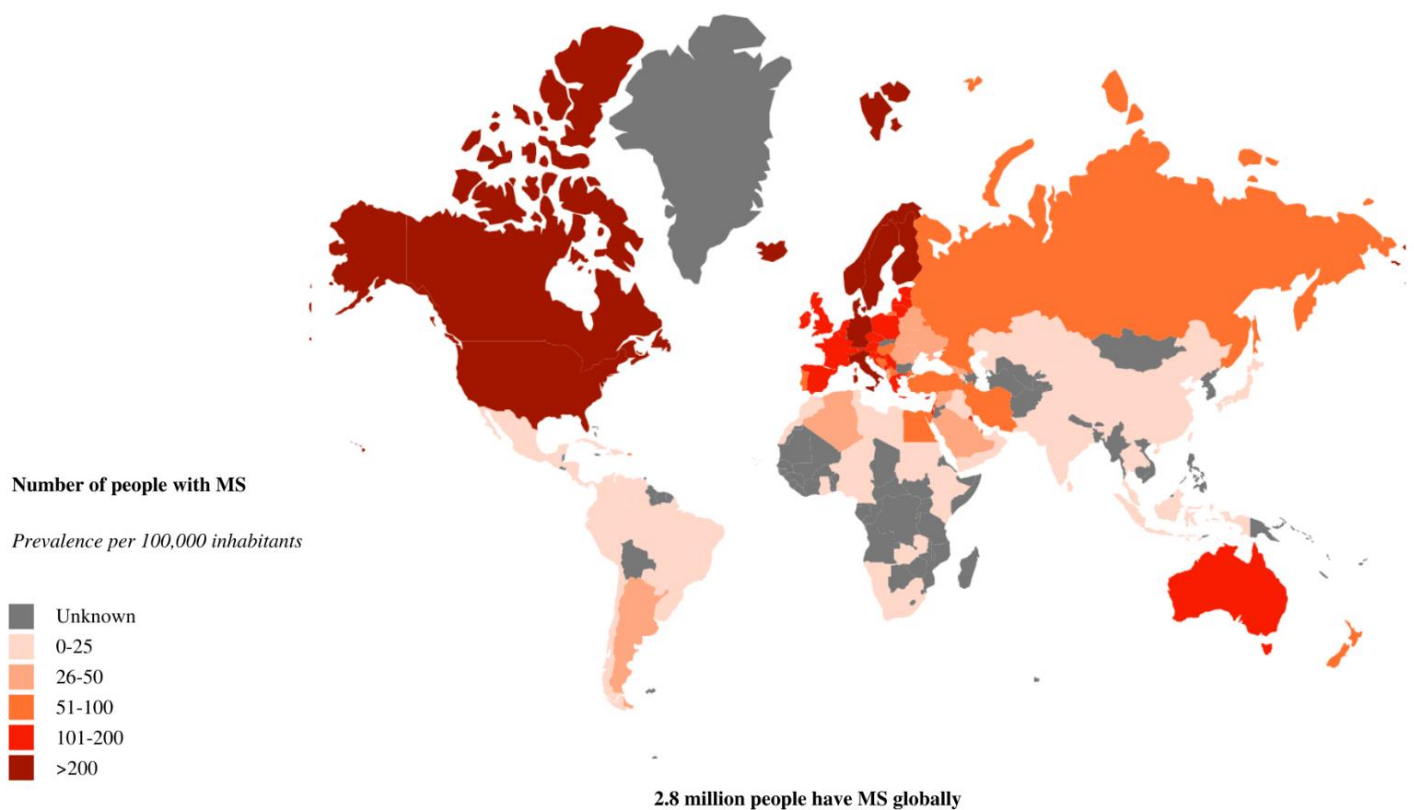 Number of people with MS
Prevalence per 100,000 inhabitants
Unknown
0-25
26-50
51-100
101-200
>200
2.8 million people have MS globally